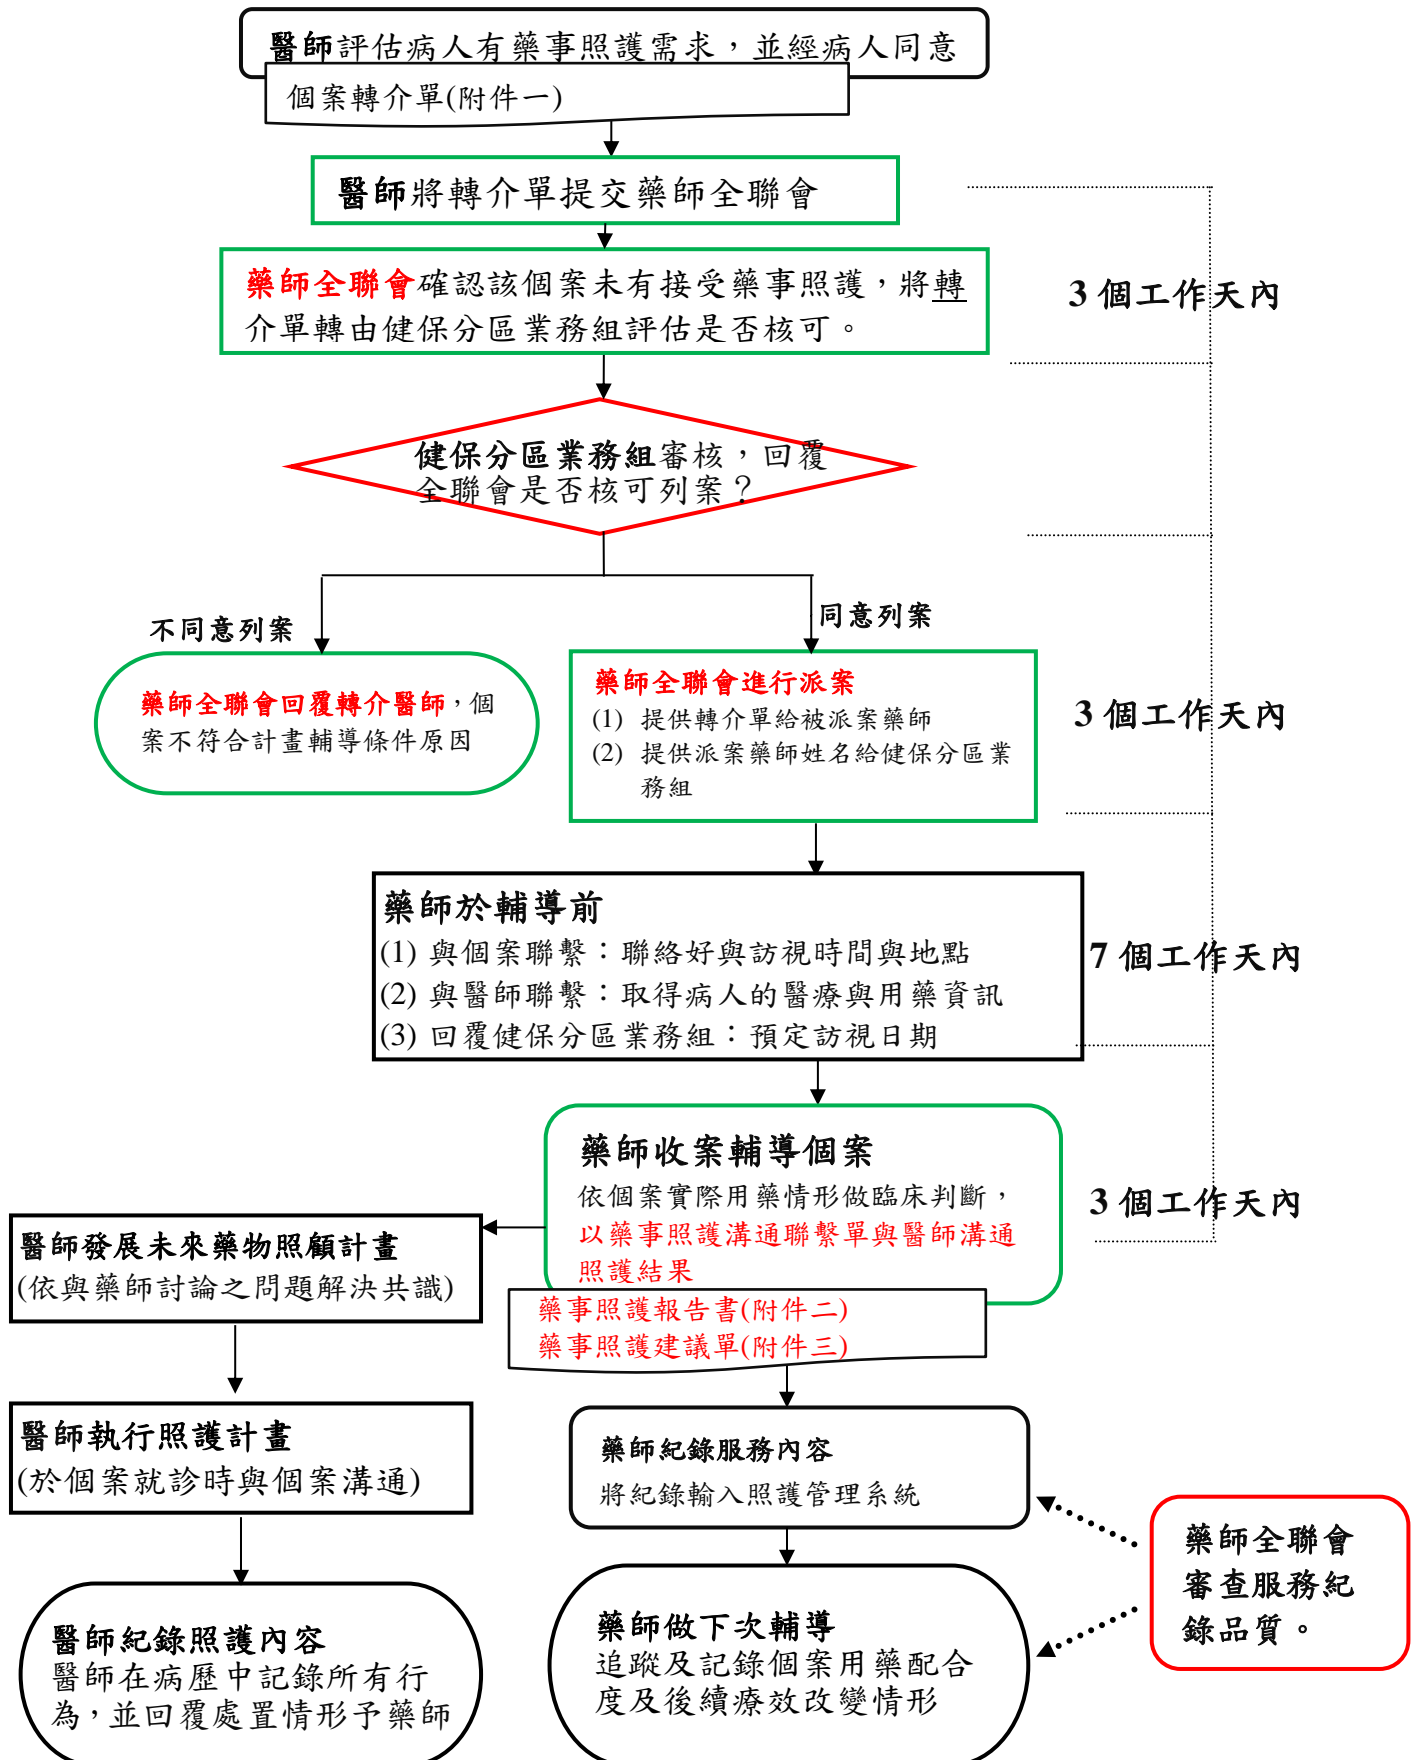 醫師評估病人有藥事照護需求，並經病人同意
個案轉介單(附件一)
醫師將轉介單提交藥師全聯會
藥師全聯會確認該個案未有接受藥事照護，將轉
介單轉由健保分區業務組評估是否核可。
3 個工作天內
健保分區業務組審核，回覆
全聯會是否核可列案？
不同意列案
同意列案
藥師全聯會回覆轉介醫師，個
案不符合計畫輔導條件原因
藥師全聯會進行派案
(1) 提供轉介單給被派案藥師
(2) 提供派案藥師姓名給健保分區業
務組
3 個工作天內
藥師於輔導前
(1) 與個案聯繫：聯絡好與訪視時間與地點
(2) 與醫師聯繫：取得病人的醫療與用藥資訊
(3) 回覆健保分區業務組：預定訪視日期
7 個工作天內
藥師收案輔導個案
依個案實際用藥情形做臨床判斷，
以藥事照護溝通聯繫單與醫師溝通
照護結果
3 個工作天內
藥事照護報告書(附件二)
藥事照護建議單(附件三)
醫師發展未來藥物照顧計畫
(依與藥師討論之問題解決共識)
醫師執行照護計畫
(於個案就診時與個案溝通)
藥師紀錄服務內容
將紀錄輸入照護管理系統
藥師全聯會
審查服務紀
錄品質。
醫師紀錄照護內容
醫師在病歷中記錄所有行
為，並回覆處置情形予藥師
藥師做下次輔導
追蹤及記錄個案用藥配合
度及後續療效改變情形